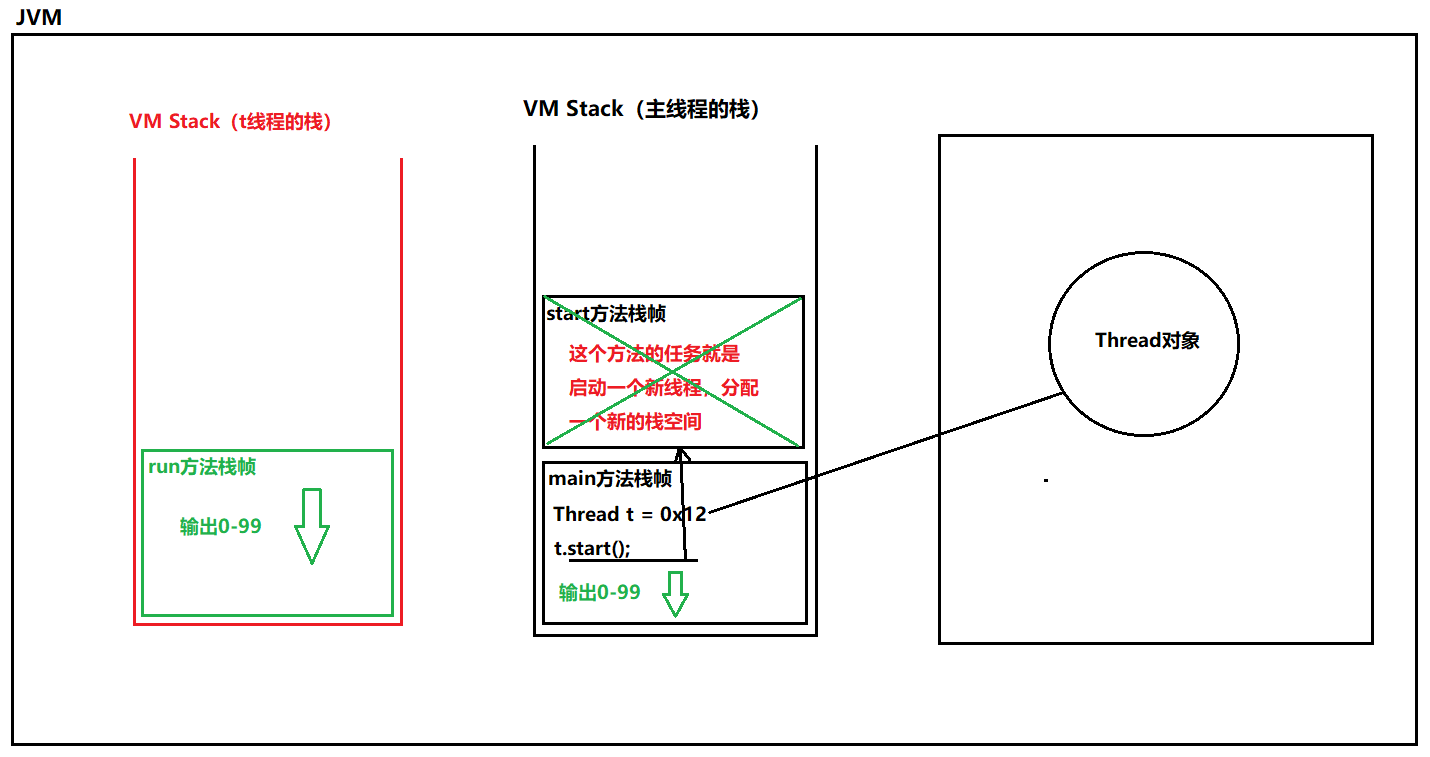 JVM
VM Stack（t线程的栈）
run方法栈帧
输出0-99
VM Stack（主线程的栈）
start方法栈帧
这个方法的任务就是
启动一个新线程，分配
一个新的栈空间
main方法栈帧
Thread t = 0x12
t.start();
输出0-99
Thread对象